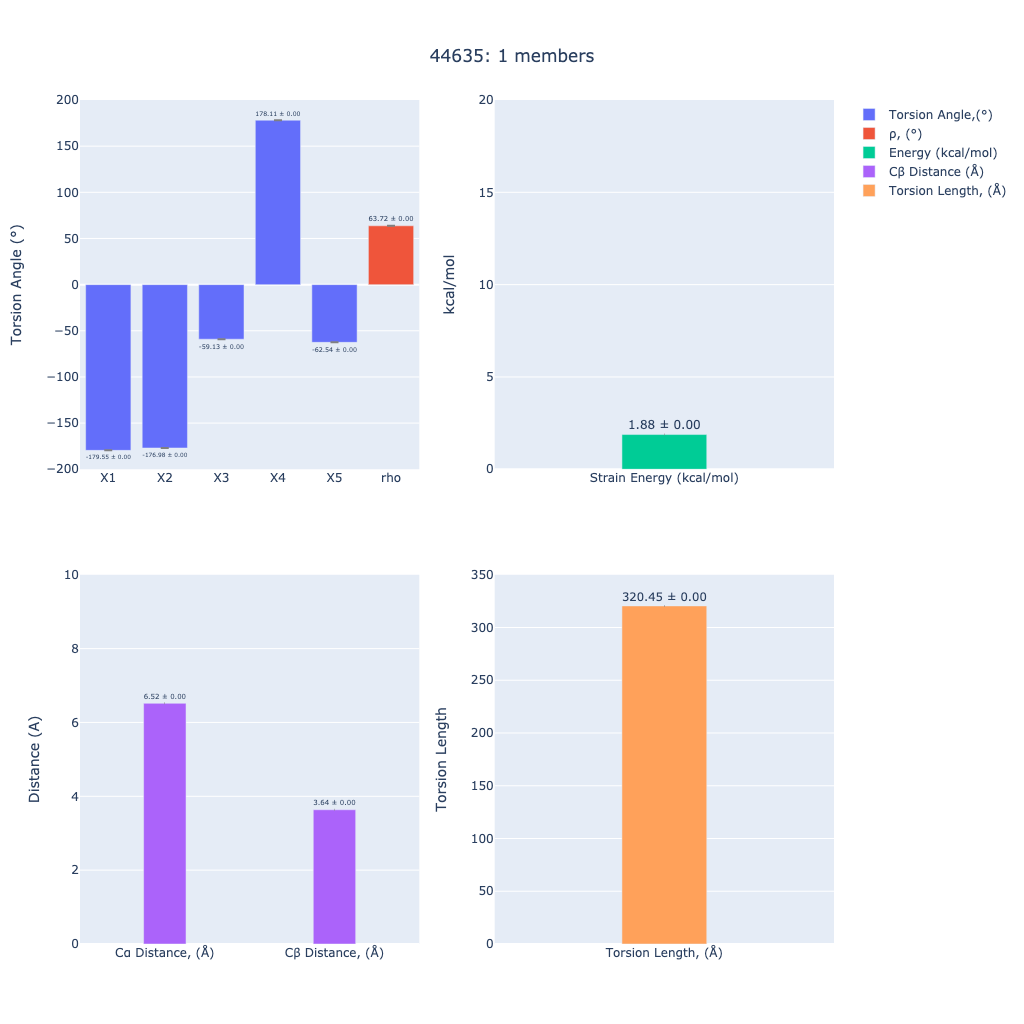 44635: 1 members
Torsion Angle (°)
200
150
100
50
0
−50
−100
−150
−200
178.11 ± 0.00
63.72 ± 0.00
-59.13 ± 0.00
-62.54 ± 0.00
-179.55 ± 0.00
-176.98 ± 0.00
X1 X2 X3 X4 X5 rho
kcal/mol
20
15
10
5
0
1.88 ± 0.00
Strain Energy (kcal/mol)
Torsion Angle,(°)
ρ, (°)
Energy (kcal/mol)
Cβ Distance (Å)
Torsion Length, (Å)
Distance (A)
10
8
6
4
2
0
6.52 ± 0.00
3.64 ± 0.00
Cα Distance, (Å) Cβ Distance, (Å)
Torsion Length
350
300
250
200
150
100
50
0
320.45 ± 0.00
Torsion Length, (Å)